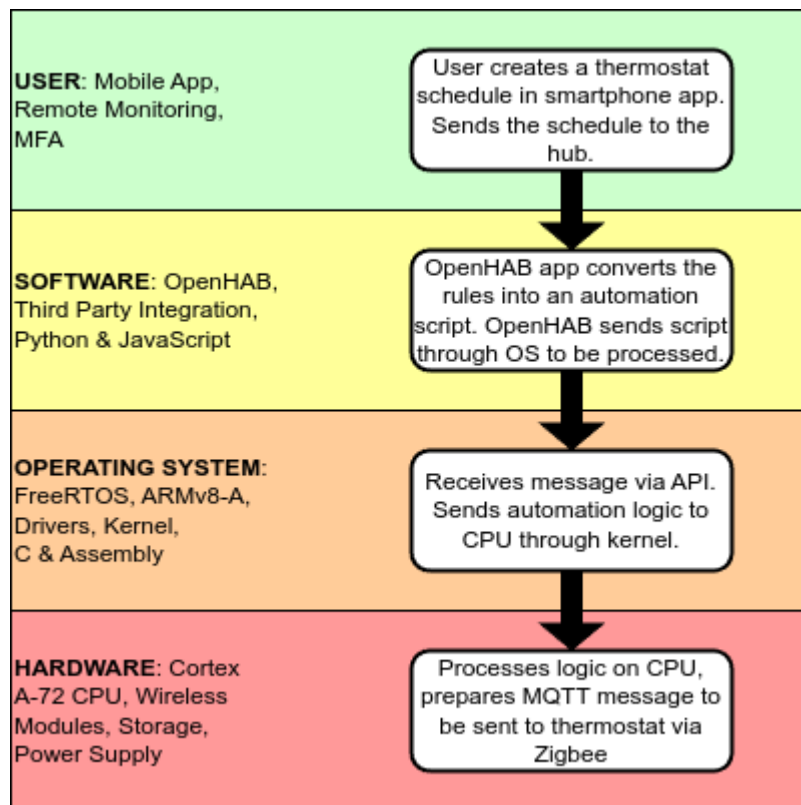 USER: Mobile App,
Remote Monitoring,
MFA
User creates a thermostat
schedule in smartphone app.
Sends the schedule to the
hub.
SOFTWARE: OpenHAB,
Third Party Integration,
Python & JavaScript
OpenHAB app converts the
rules into an automation
script. OpenHAB sends script
through OS to be processed.
OPERATING SYSTEM:
FreeRTOS, ARMv8-A,
Drivers, Kernel,
C & Assembly
Receives message via API.
Sends automation logic to
CPU through kernel.
HARDWARE: Cortex
A-72 CPU, Wireless
Modules, Storage,
Power Supply
Processes logic on CPU,
prepares MQTT message to
be sent to thermostat via
Zigbee